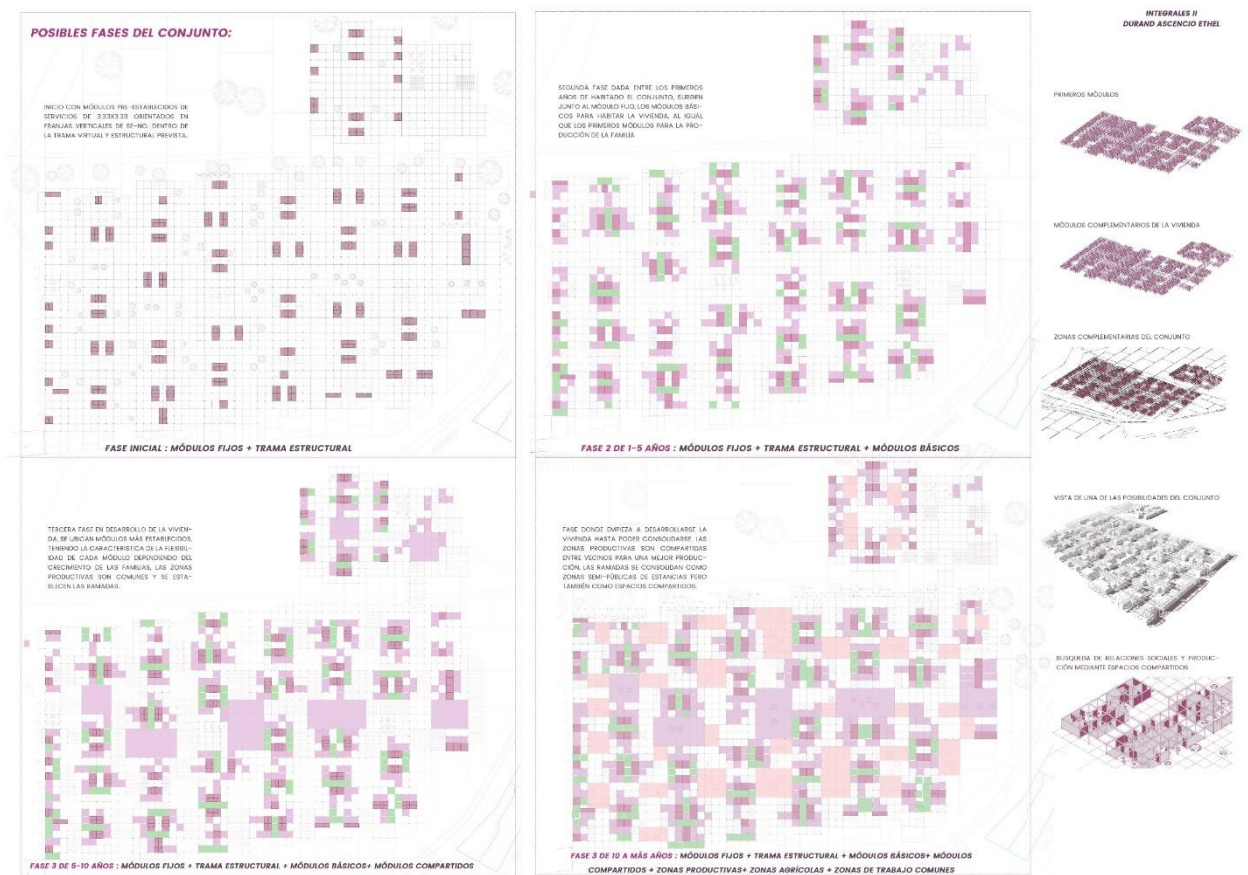 POSIBLES FASES DEL CONJUNTO:
INICIO CON MÓDULOS PRE-ESTABLECIDOS DE
SERVICIOS DE 3.33X3.33 ORIENTADOS EN
FRANJAS VERTICALES DE SE-NO. DENTRO DE
LA TRAMA VIRTUAL Y ESTRUCTURAL PREVISTA.
FASE INICIAL : MÓDULOS FIJOS + TRAMA ESTRUCTURAL
SEGUNDA FASE DADA ENTRE LOS PRIMEROS
AÑOS DE HABITADO EL CONJUNTO, SURGEN
JUNTO AL MÓDULO FIJO, LOS MÓDULOS BÁSI-
COS PARA HABITAR LA VIVIENDA, AL IGUAL
QUE LOS PRIMEROS MÓDULOS PARA LA PRO-
DUCCIÓN DE LA FAMILIA
FASE 2 DE 1-5 AÑOS : MÓDULOS FIJOS + TRAMA ESTRUCTURAL + MÓDULOS BÁSICOS
TERCERA FASE EN DESARROLLO DE LA VIVIEN-
DA, SE UBICAN MÓDULOS MÁS ESTABLECIDOS,
TENIENDO LA CARACTERISTICA DE LA FLEXIBIL-
IDAD DE CADA MÓDULO DEPENDIENDO DEL
CRECIMIENTO DE LAS FAMILIAS, LAS ZONAS
PRODUCTIVAS SON COMUNES Y SE ESTA-
BLECEN LAS RAMADAS.
FASE 3 DE 5-10 AÑOS : MÓDULOS FIJOS + TRAMA ESTRUCTURAL + MÓDULOS BÁSICOS+ MÓDULOS COMPARTIDOS
FASE DONDE EMPIEZA A DESARROLLARSE LA
VIVIENDA HASTA PODER CONSOLIDARSE, LAS
ZONAS PRODUCTIVAS SON COMPARTIDAS
ENTRE VECINOS PARA UNA MEJOR PRODUC-
CIÓN, LAS RAMADAS SE CONSOLIDAN COMO
ZONAS SEMI-PÚBLICAS DE ESTANCIAS PERO
TAMBIÉN COMO ESPACIOS COMPARTIDOS.
FASE 3 DE 10 A MÁS AÑOS : MÓDULOS FIJOS + TRAMA ESTRUCTURAL + MÓDULOS BÁSICOS+ MÓDULOS
COMPARTIDOS + ZONAS PRODUCTIVAS+ ZONAS AGRÍCOLAS + ZONAS DE TRABAJO COMUNES
INTEGRALES II
DURAND ASCENCIO ETHEL
PRIMEROS MÓDULOS
MÓDULOS COMPLEMENTARIOS DE LA VIVIENDA
ZONAS COMPLEMENTARIAS DEL CONJUNTO
VISTA DE UNA DE LAS POSIBILIDADES DEL CONJUNTO
BUSQUEDA DE RELACIONES SOCIALES Y PRODUC-
CIÓN MEDIANTE ESPACIOS COMPARTIDOS